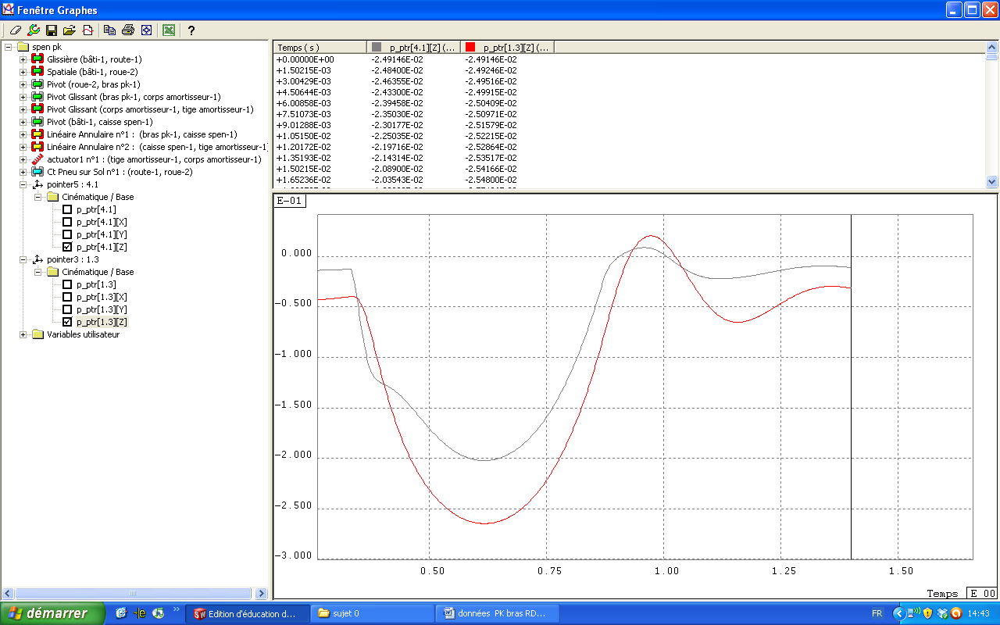 Fenêtre Graphes
spen pk
Glissière (bâti-1, route-1)
Spatiale (bâti-1, roue-2)
Pivot (roue-2, bras pk-1)
Pivot Glissant (bras pk-1, corps amortisseur-1)
Pivot Glissant (corps amortisseur-1, tige amortisseur-1)
Pivot (bâti-1, caisse spen-1)
Linéaire Annulaire n°1 : (bras pk-1, caisse spen-1)
Linéaire Annulaire n°2 : (caisse spen-1, tige amortisseur-1)
actuator1 n°1 : (tige amortisseur-1, corps amortisseur-1)
Ct Pneu sur Sol n°1 : (route-1, roue-2)
pointer5 : 4.1
Cinématique / Base
p_ptr[4.1]
p_ptr[4.1][X]
p_ptr[4.1][Y]
p_ptr[4.1][Z]
pointer3 : 1.3
Cinématique / Base
p_ptr[1.3]
p_ptr[1.3][X]
p_ptr[1.3][Y]
p_ptr[1.3][Z]
Variables utilisateur
Temps ( s ) p_ptr[4.1][Z] (... p_ptr[1.3][Z] (...
+0.00000E+00 -2.49146E-02 -2.49146E-02
+1.50215E-03 -2.48400E-02 -2.49246E-02
+3.00429E-03 -2.46355E-02 -2.49516E-02
+4.50644E-03 -2.43300E-02 -2.49915E-02
+6.00858E-03 -2.39458E-02 -2.50409E-02
+7.51073E-03 -2.35030E-02 -2.50971E-02
+9.01288E-03 -2.30177E-02 -2.51579E-02
+1.05150E-02 -2.25035E-02 -2.52215E-02
+1.20172E-02 -2.19716E-02 -2.52864E-02
+1.35193E-02 -2.14314E-02 -2.53517E-02
+1.50215E-02 -2.08900E-02 -2.54166E-02
+1.65236E-02 -2.03543E-02 -2.54800E-02
E-01
0.000
-0.500
-1.000
-1.500
-2.000
-2.500
-3.000
0.50 0.75 1.00 1.25 1.50
Temps E 00
démarrer
Edition d'éducation d...
sujet 0
données PK bras RD...
FR
14:43